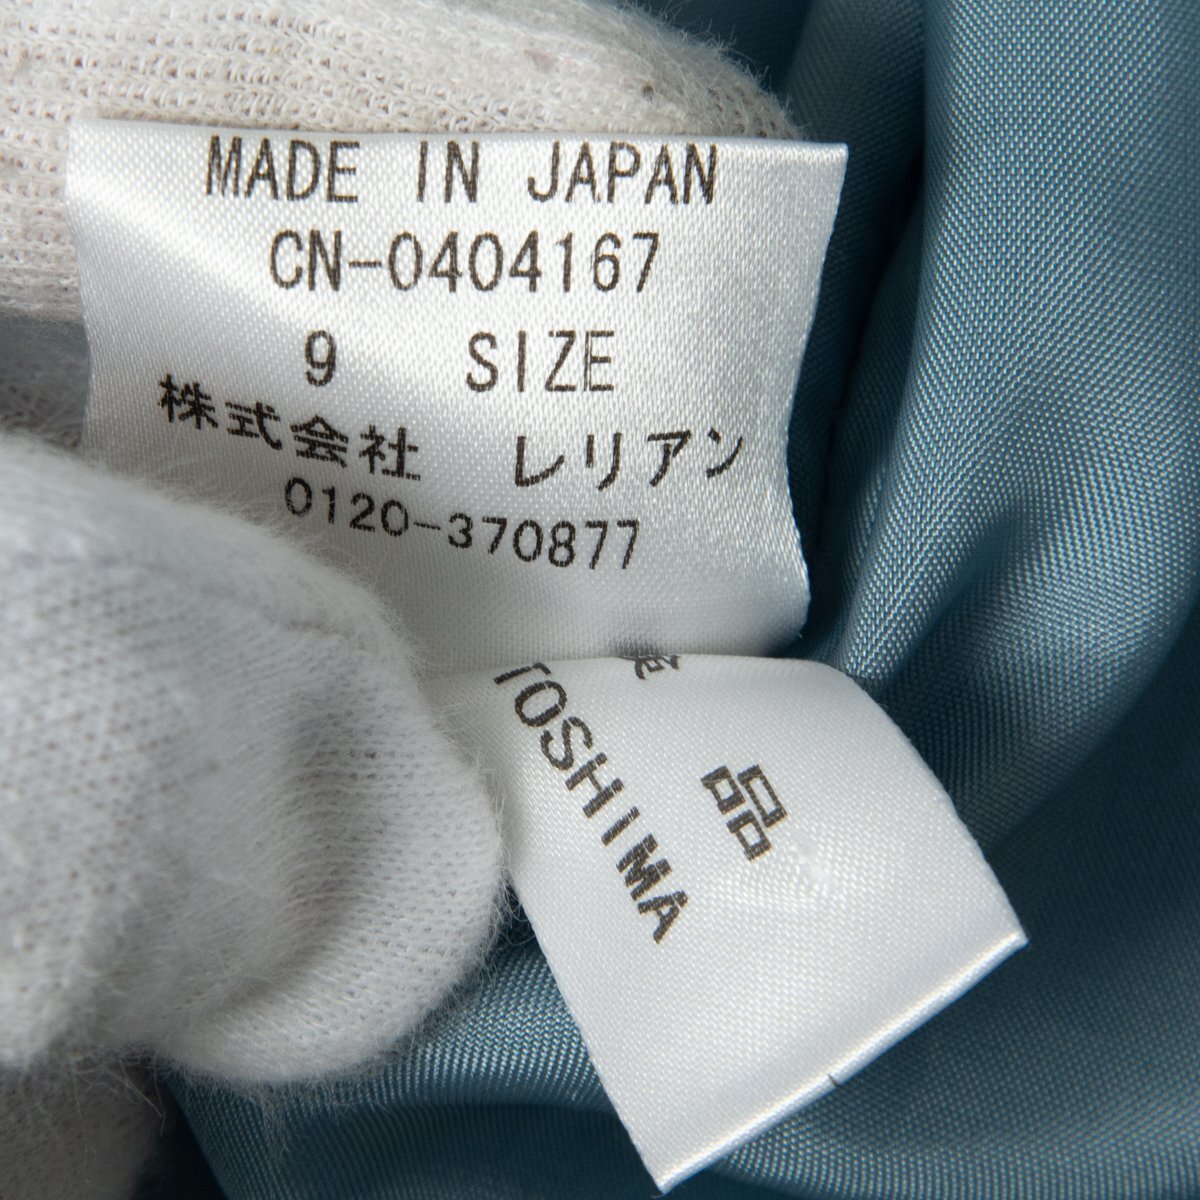 MADE IN JAPAN
CN-0404167
9 SIZE
株式会社 レリアン
0120-370877
品
TOSHIMA